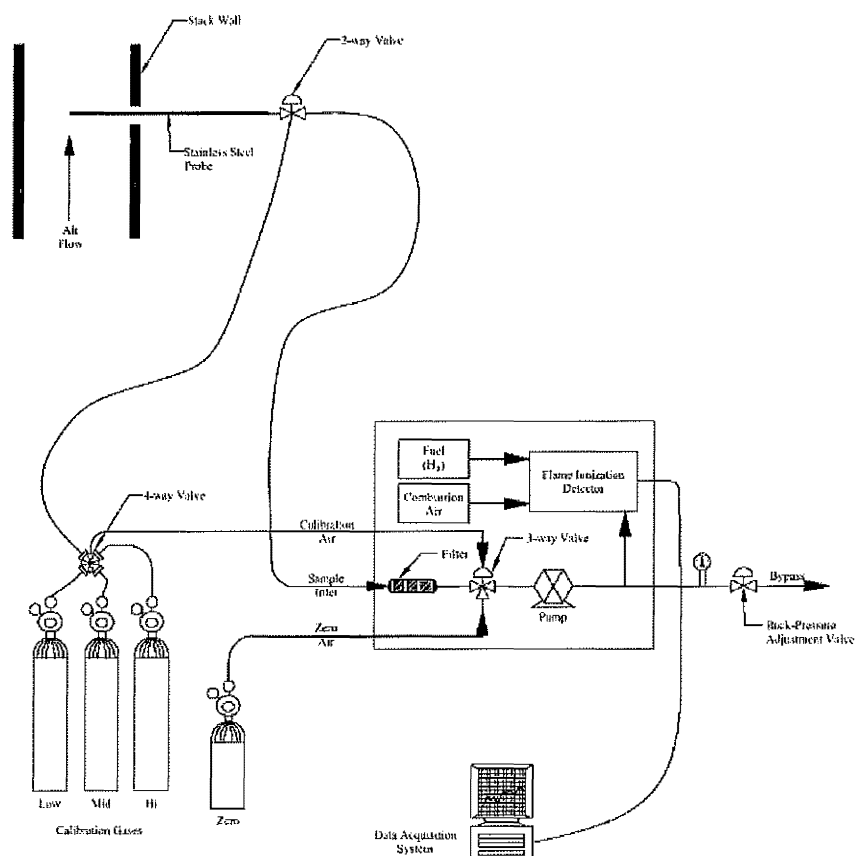 Stack Wall
3-way Valve
Stainless Steel
Probe
Air
Flow
4-way Valve
Calibration
Air
Sample
Inlet
Zero
Air
Fuel
(H₂)
Combustion
Air
Flame Ionization
Detector
Filter
3-way Valve
Pump
Bypass
Back-Pressure
Adjustment Valve
Low
Mid
Hi
Calibration Gases
Zero
Data Acquisition
System